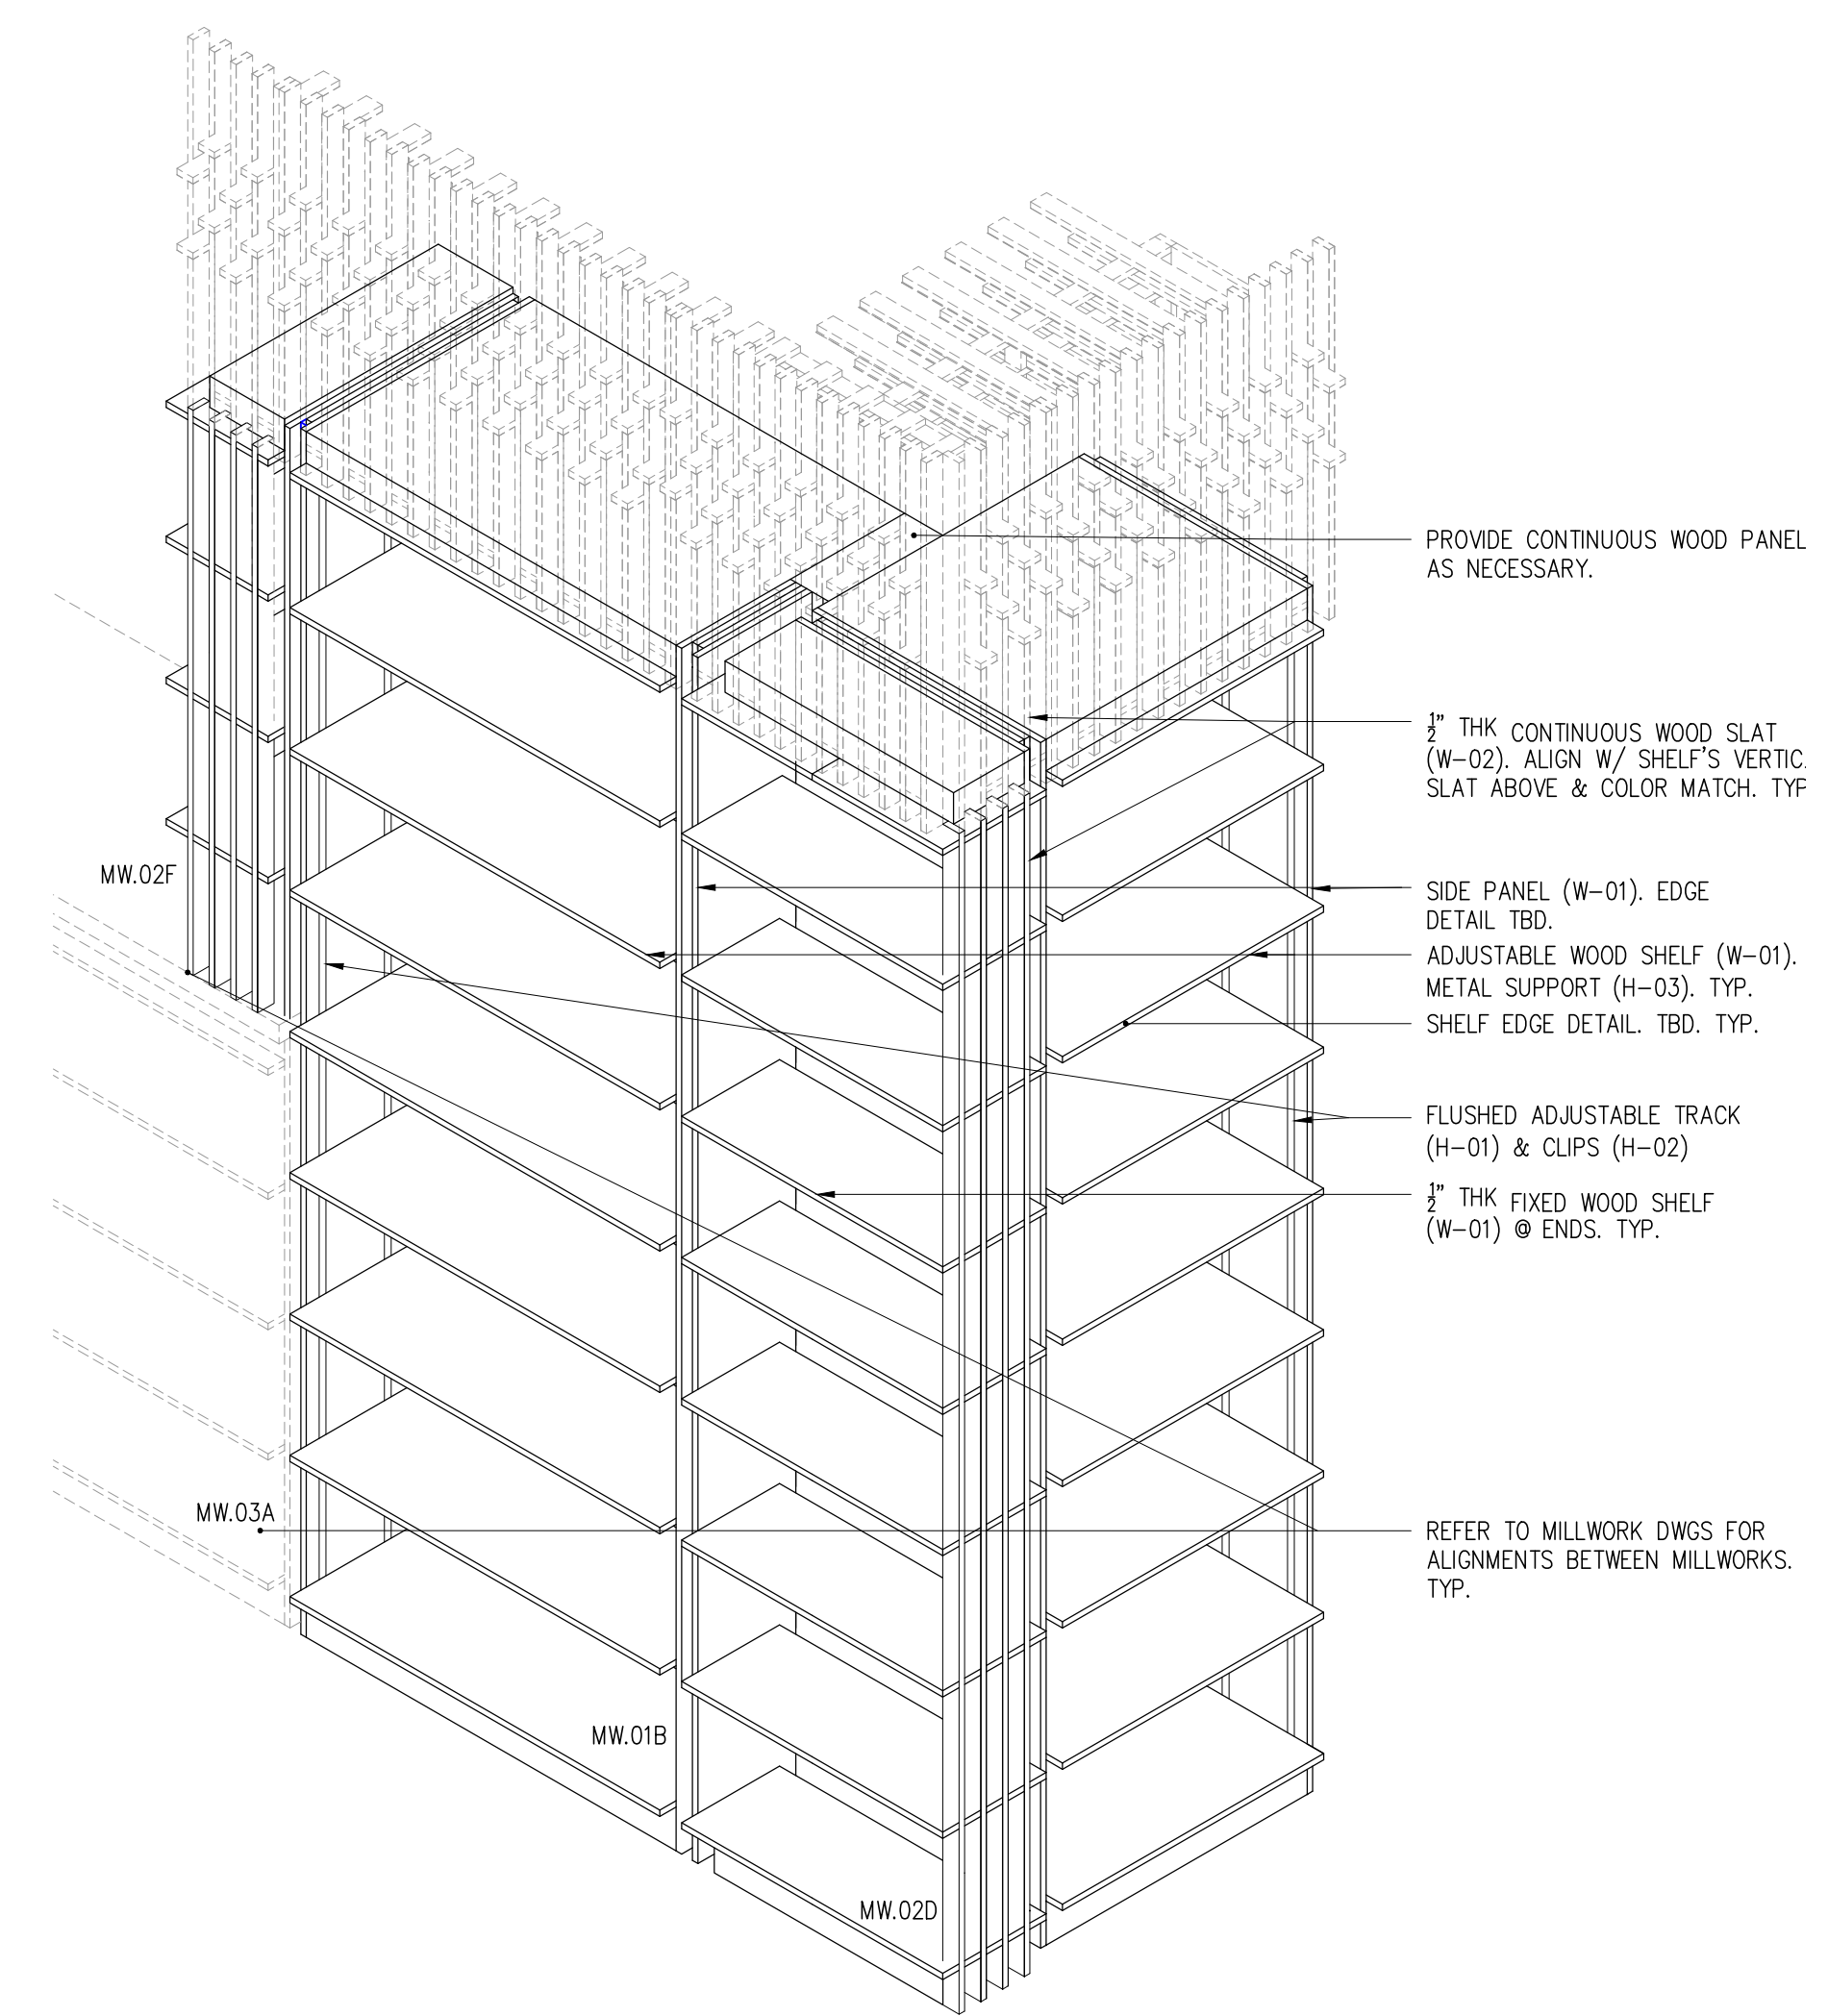 PROVIDE CONTINUOUS WOOD PANEL
AS NECESSARY.
½" THK CONTINUOUS WOOD SLAT
(W-02). ALIGN W/ SHELF'S VERTIC
SLAT ABOVE & COLOR MATCH. TYP
MW.02F
SIDE PANEL (W-01). EDGE
DETAIL TBD.
ADJUSTABLE WOOD SHELF (W-01).
METAL SUPPORT (H-03). TYP.
SHELF EDGE DETAIL. TBD. TYP.
FLUSHED ADJUSTABLE TRACK
(H-01) & CLIPS (H-02)
½" THK FIXED WOOD SHELF
(W-01) @ ENDS. TYP.
MW.03A
REFER TO MILLWORK DWGS FOR
ALIGNMENTS BETWEEN MILLWORKS.
TYP.
MW.01B
MW.02D